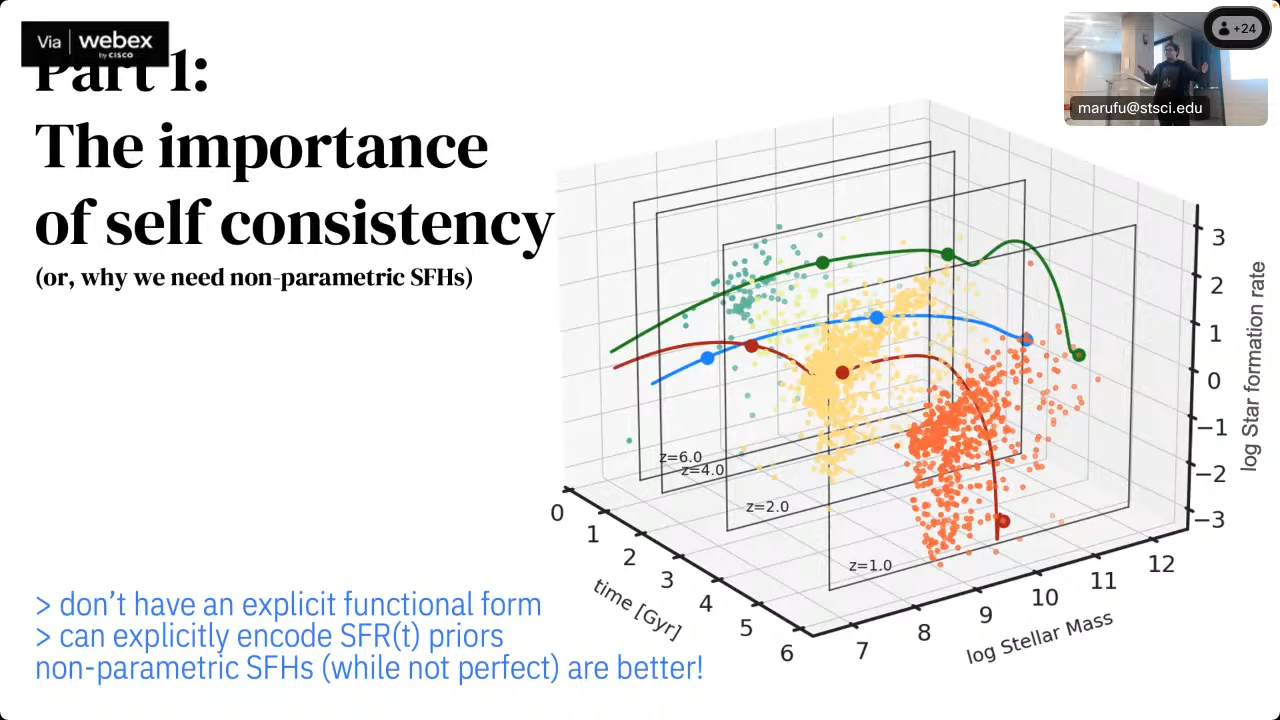 Via webex
by CISCO
+24
marufu@stsci.edu
Part 1:
The importance
of self consistency
(or, why we need non-parametric SFHs)
z=6.0
z=4.0
z=2.0
z=1.0
0
1
2
3
4
5
6
time [Gyr]
7
8
9
10
11
12
log Stellar Mass
3
2
1
0
−1
−2
−3
log Star formation rate
> don't have an explicit functional form
> can explicitly encode SFR(t) priors
non-parametric SFHs (while not perfect) are better!